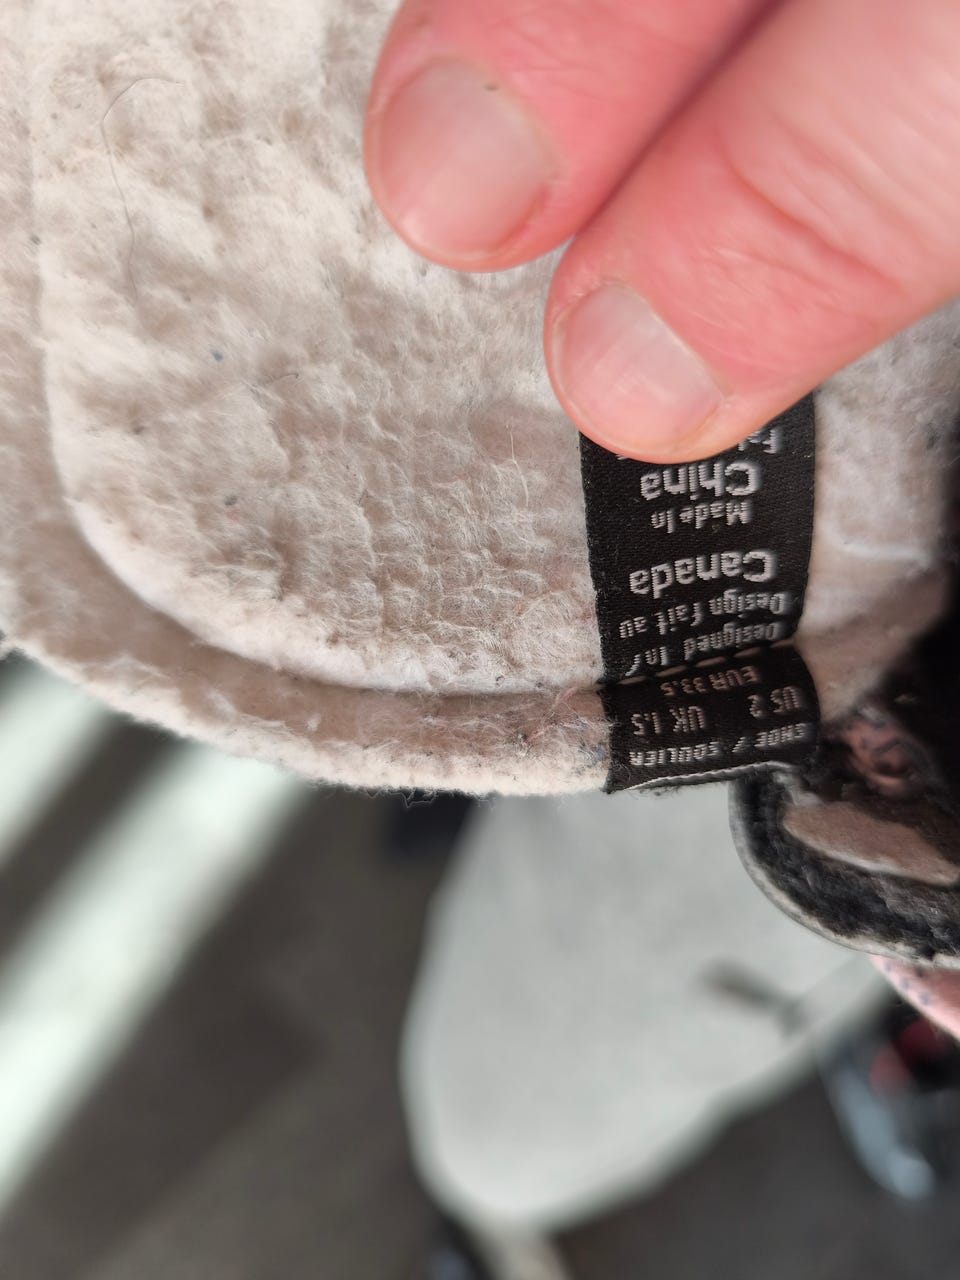 SHOE / SOULIER
US 2 UK 1.5
EUR 33.5
Designed In/
Design fait au
Canada
Made In
China